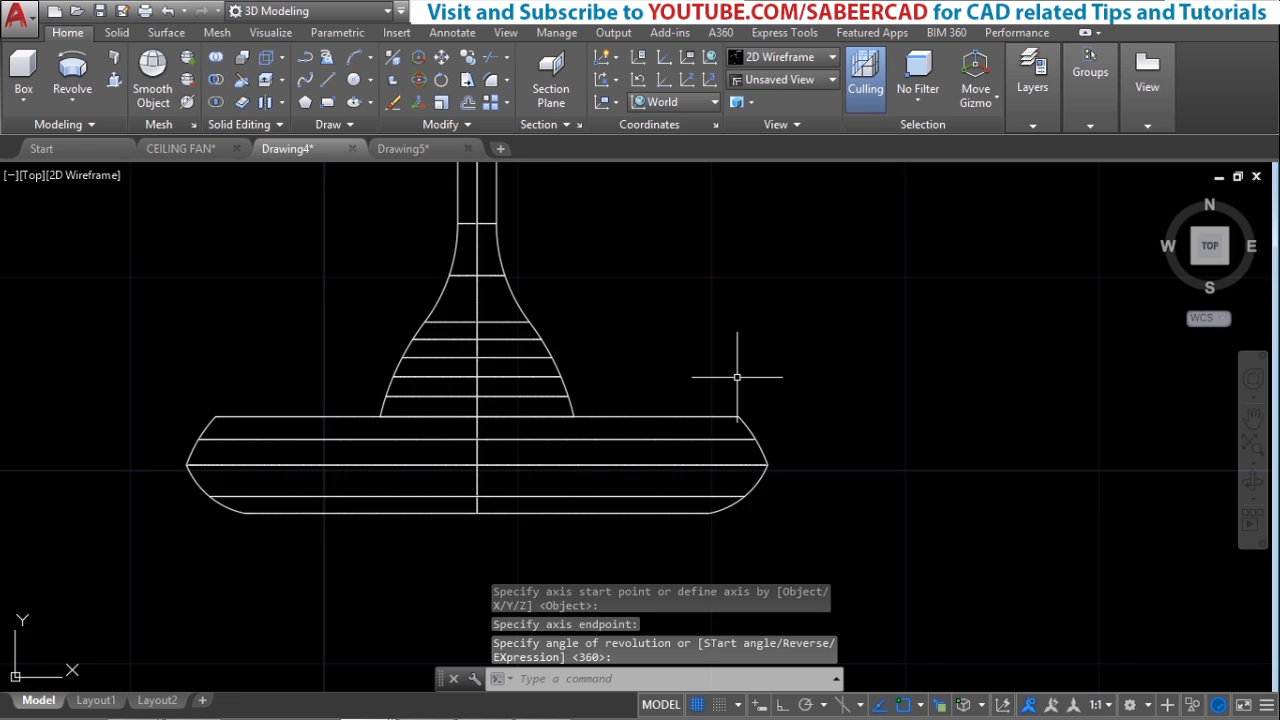 3D Modeling
Visit and Subscribe to YOUTUBE.COM/SABEERCAD for CAD related Tips and Tutorials
Home Solid Surface Mesh Visualize Parametric Insert Annotate View Manage Output Add-ins A360 Express Tools Featured Apps BIM 360 Performance
2D Wireframe
Unsaved View
World
Box Revolve Smooth Object Section Plane Culling No Filter Move Gizmo Layers Groups View
Modeling Mesh Solid Editing Draw Modify Section Coordinates View Selection
Start CEILING FAN* Drawing4* Drawing5*
[−][Top][2D Wireframe]
N
W TOP E
S
WCS
Specify axis start point or define axis by [Object/
X/Y/Z] <Object>:
Specify axis endpoint:
Specify angle of revolution or [STart angle/Reverse/
EXpression] <360>:
Y
X
Type a command
Model Layout1 Layout2 MODEL 1:1